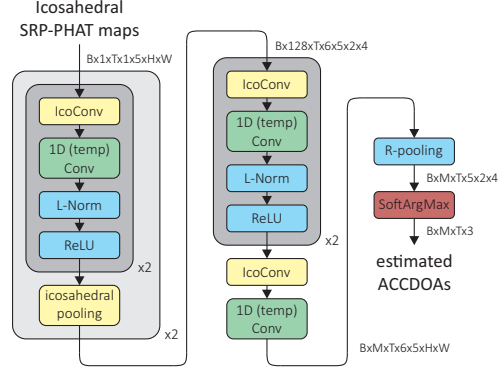 Icosahedral
SRP-PHAT maps
Bx1xTx1x5xHxW
IcoConv
1D (temp)
Conv
L-Norm
ReLU
x2
icosahedral
pooling
x2
Bx128xTx6x5x2x4
IcoConv
1D (temp)
Conv
L-Norm
ReLU
x2
IcoConv
1D (temp)
Conv
BxMxTx6x5xHxW
R-pooling
BxMxTx5x2x4
SoftArgMax
BxMxTx3
estimated
ACCDOAs